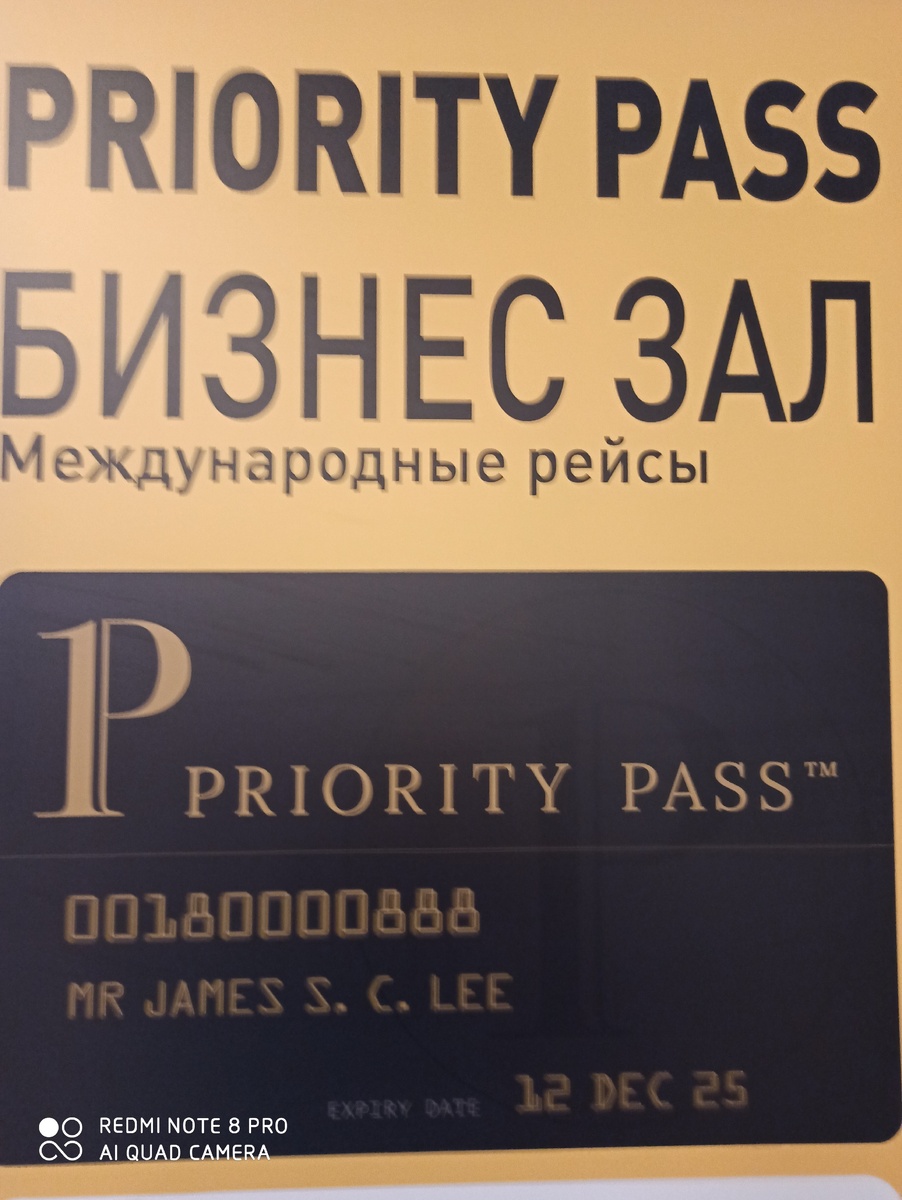 PRIORITY PASS
БИЗНЕС ЗАЛ
Международные рейсы
P PRIORITY PASS™
00180000888
MR JAMES S. C. LEE
EXPIRY DATE 12 DEC 25
REDMI NOTE 8 PRO
AI QUAD CAMERA